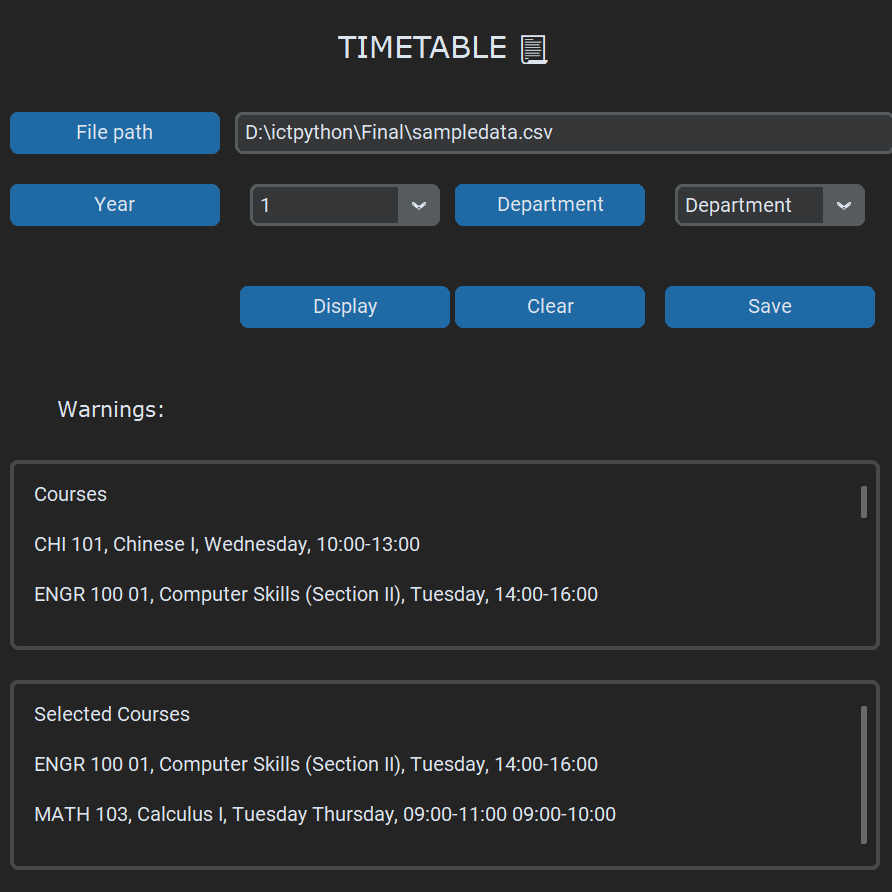 TIMETABLE
File path D:\ictpython\Final\sampledata.csv
Year 1 Department Department
Display Clear Save
Warnings:
Courses
CHI 101, Chinese I, Wednesday, 10:00-13:00
ENGR 100 01, Computer Skills (Section II), Tuesday, 14:00-16:00
Selected Courses
ENGR 100 01, Computer Skills (Section II), Tuesday, 14:00-16:00
MATH 103, Calculus I, Tuesday Thursday, 09:00-11:00 09:00-10:00